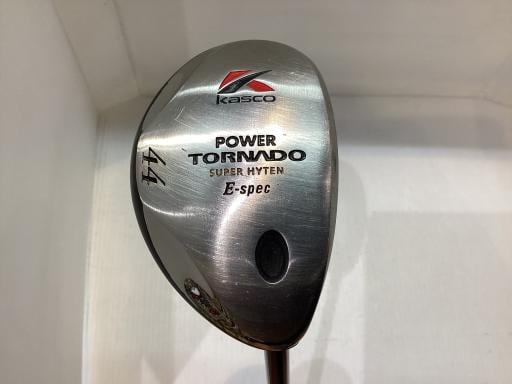 Kasco
POWER
TORNADO
SUPER HYTEN
E-spec
44